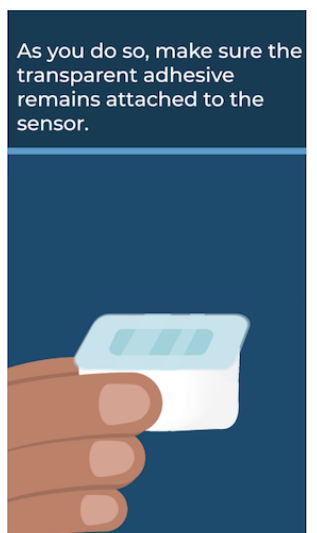 As you do so, make sure the
transparent adhesive
remains attached to the
sensor.